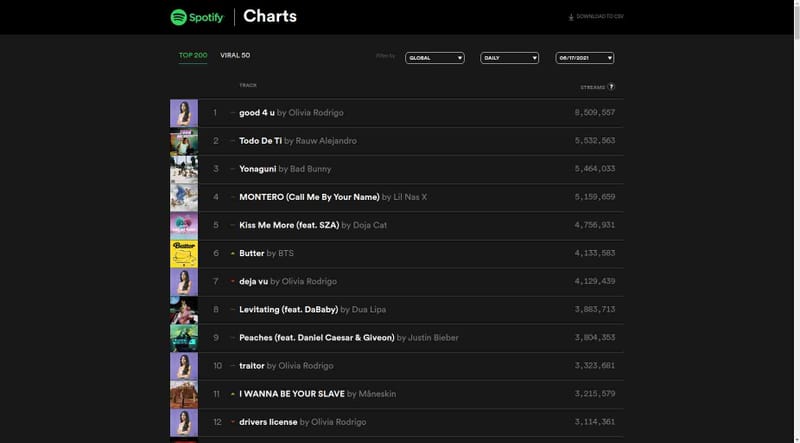 Spotify Charts
DOWNLOAD TO CSV
TOP 200 VIRAL 50 Filter by GLOBAL DAILY 06/17/2021
TRACK STREAMS ?
1 good 4 u by Olivia Rodrigo 8,509,557
2 Todo De Ti by Rauw Alejandro 5,532,563
3 Yonaguni by Bad Bunny 5,464,033
4 MONTERO (Call Me By Your Name) by Lil Nas X 5,159,659
5 Kiss Me More (feat. SZA) by Doja Cat 4,756,931
6 Butter by BTS 4,133,583
7 deja vu by Olivia Rodrigo 4,129,439
8 Levitating (feat. DaBaby) by Dua Lipa 3,883,713
9 Peaches (feat. Daniel Caesar & Giveon) by Justin Bieber 3,804,353
10 traitor by Olivia Rodrigo 3,323,681
11 I WANNA BE YOUR SLAVE by Måneskin 3,215,579
12 drivers license by Olivia Rodrigo 3,114,361